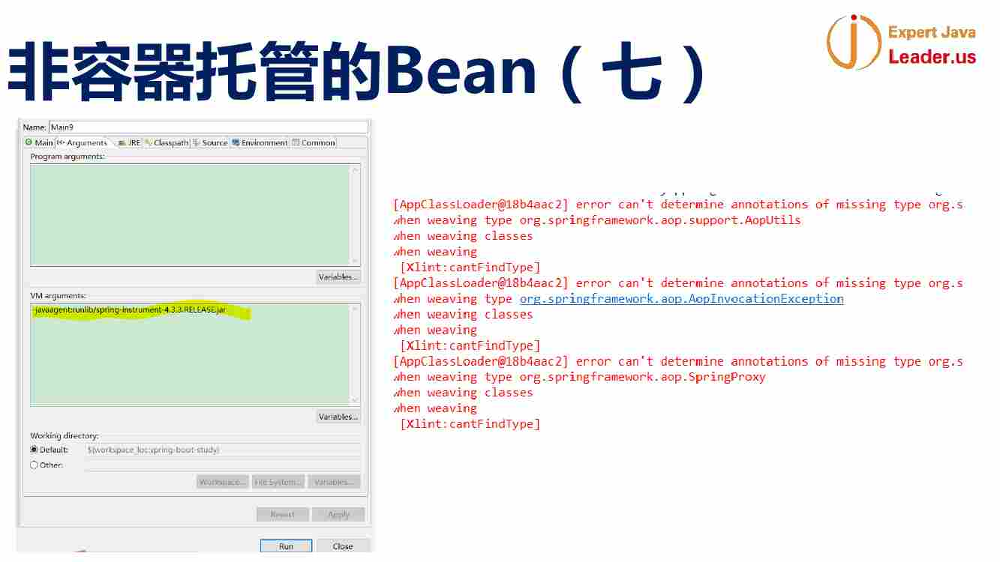 非容器托管的Bean（七）
Expert Java
Leader.us
Name: Main9
Main (x)= Arguments JRE Classpath Source Environment Common
Program arguments:
Variables...
VM arguments:
-javaagent:runlib/spring-instrument-4.3.3.RELEASE.jar
Variables...
Working directory:
Default: ${workspace_loc:spring-boot-study}
Other:
Workspace... File System... Variables...
Revert Apply
Run Close
[AppClassLoader@18b4aac2] error can't determine annotations of missing type org.s
when weaving type org.springframework.aop.support.AopUtils
when weaving classes
when weaving
[Xlint:cantFindType]
[AppClassLoader@18b4aac2] error can't determine annotations of missing type org.s
when weaving type org.springframework.aop.AopInvocationException
when weaving classes
when weaving
[Xlint:cantFindType]
[AppClassLoader@18b4aac2] error can't determine annotations of missing type org.s
when weaving type org.springframework.aop.SpringProxy
when weaving classes
when weaving
[Xlint:cantFindType]